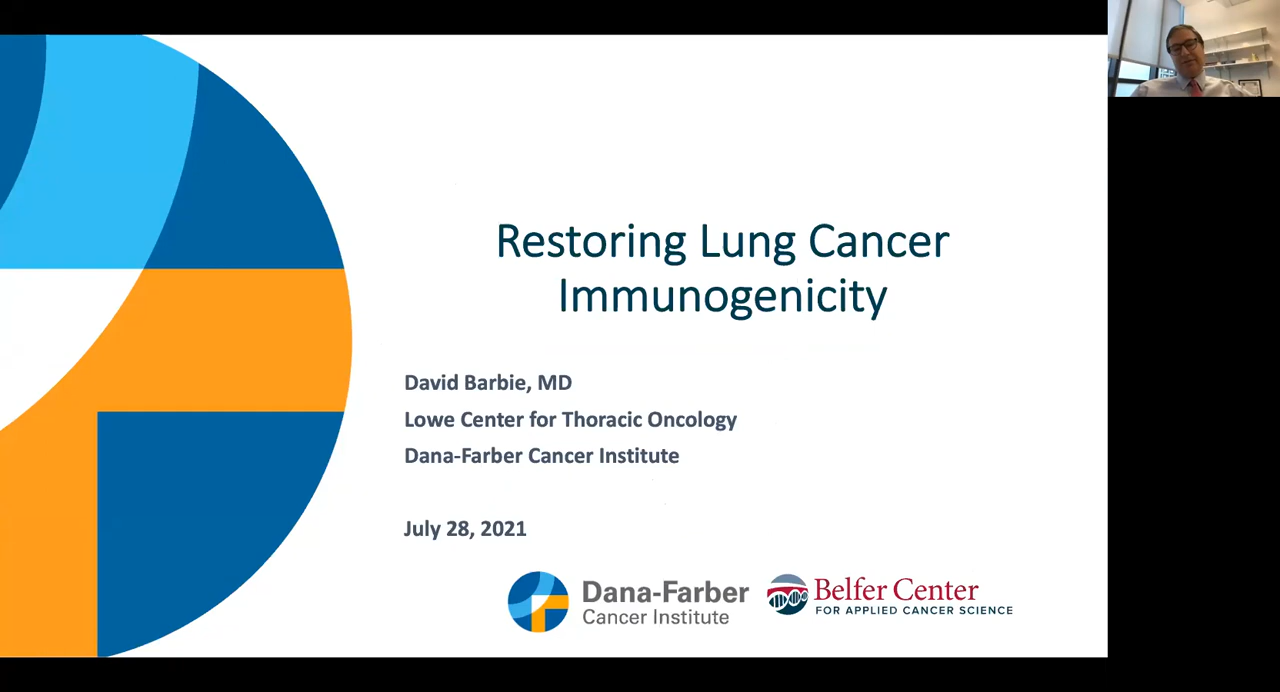 Restoring Lung Cancer
Immunogenicity
David Barbie, MD
Lowe Center for Thoracic Oncology
Dana-Farber Cancer Institute
July 28, 2021
Dana-Farber
Cancer Institute
Belfer Center
FOR APPLIED CANCER SCIENCE